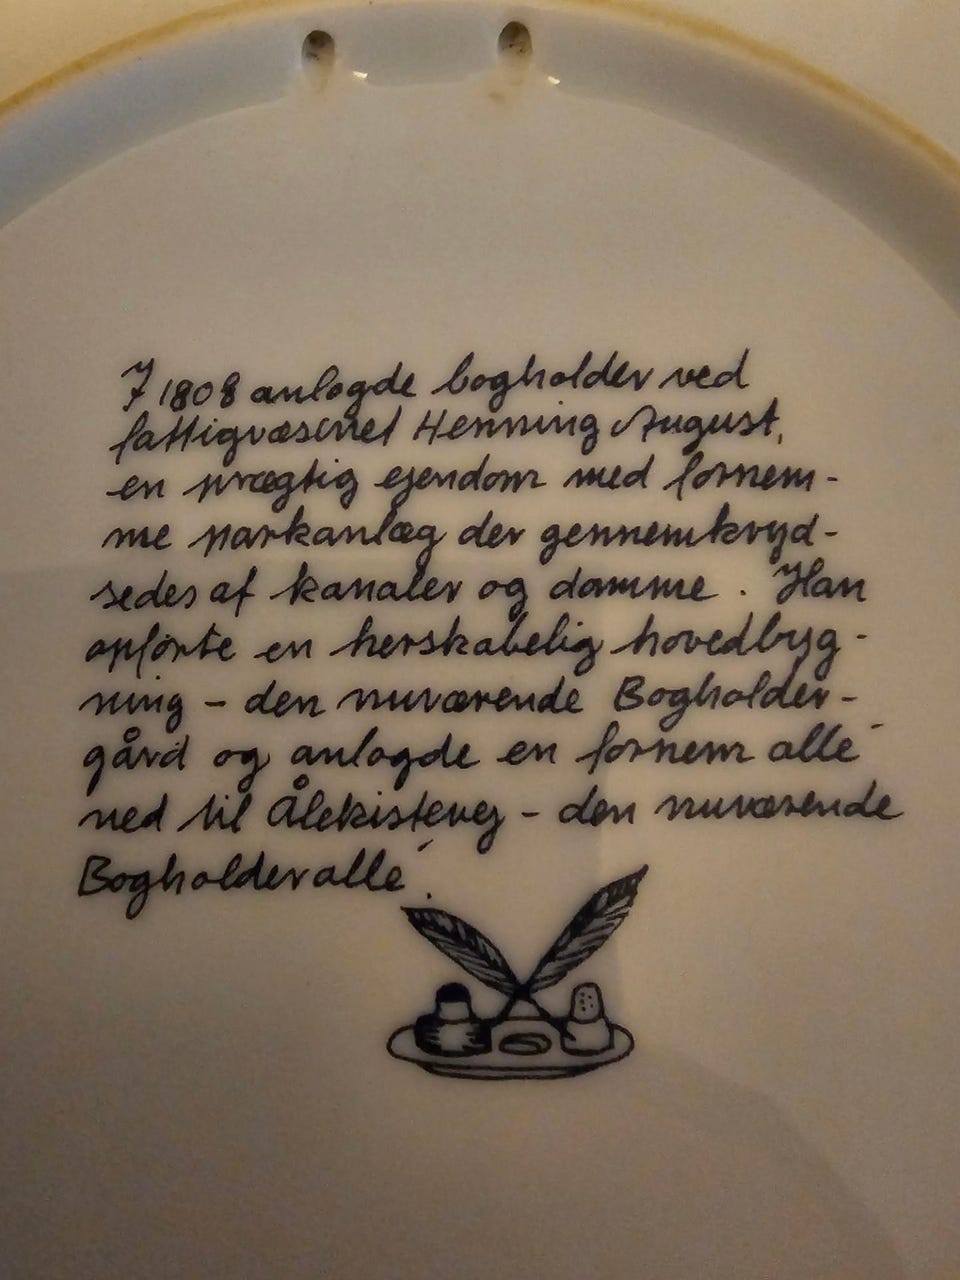 I 1808 anlagde bogholder ved
fattigvæsenet Henning August,
en prægtig ejendom med fornem-
me parkanlæg der gennemkryd-
sedes af kanaler og damme. Han
opførte en herskabelig hovedbyg-
ning - den nuværende Bogholder-
gård og anlagde en fornem allé
ned til Ålekistevej - den nuværende
Bogholderallé.